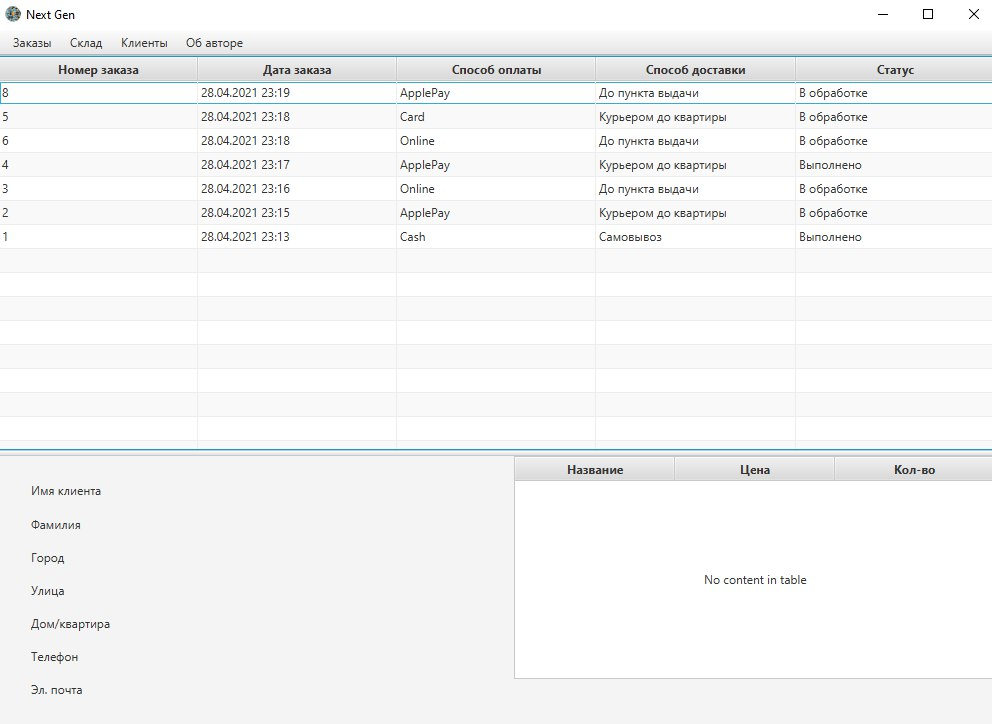 Next Gen
Заказы Склад Клиенты Об авторе
Номер заказа Дата заказа Способ оплаты Способ доставки Статус
8 28.04.2021 23:19 ApplePay До пункта выдачи В обработке
5 28.04.2021 23:18 Card Курьером до квартиры В обработке
6 28.04.2021 23:18 Online До пункта выдачи В обработке
4 28.04.2021 23:17 ApplePay Курьером до квартиры Выполнено
3 28.04.2021 23:16 Online До пункта выдачи В обработке
2 28.04.2021 23:15 ApplePay Курьером до квартиры В обработке
1 28.04.2021 23:13 Cash Самовывоз Выполнено
Имя клиента
Фамилия
Город
Улица
Дом/квартира
Телефон
Эл. почта
Название Цена Кол-во
No content in table